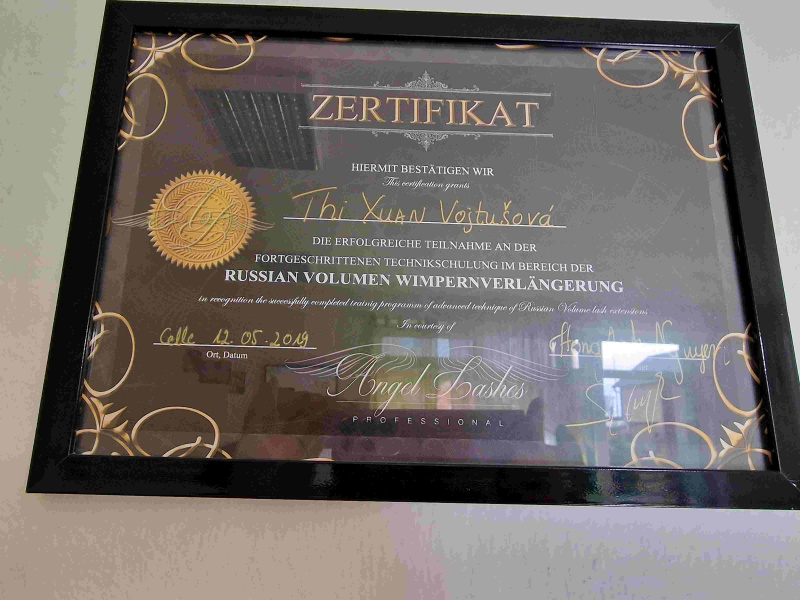 ZERTIFIKAT
HIERMIT BESTÄTIGEN WIR
This certification grants
Thi Xuan Vojtušová
DIE ERFOLGREICHE TEILNAHME AN DER
FORTGESCHRITTENEN TECHNIKSCHULUNG IM BEREICH DER
RUSSIAN VOLUMEN WIMPERNVERLÄNGERUNG
in recognition the successfully completed trainig programm of advanced technique of Russian Volume lash extensions
In courtesy of
Celle 12.05.2019
Ort, Datum
Nguyen
Angel Lashes
PROFESSIONAL